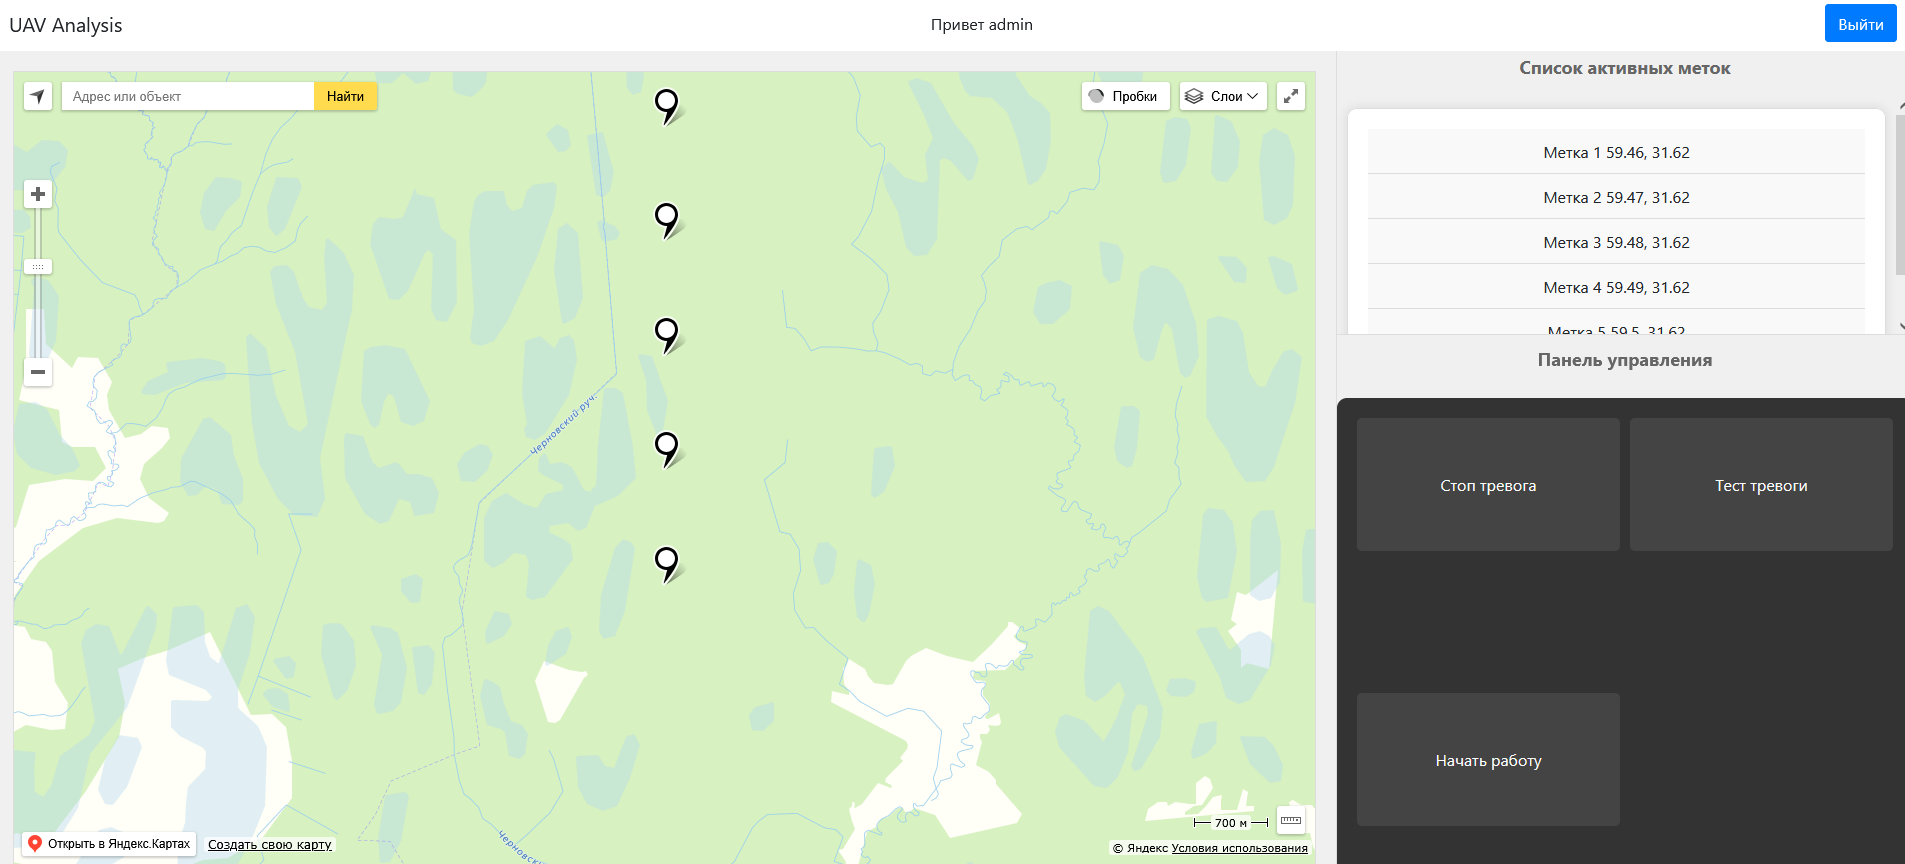 UAV Analysis
Привет admin
Выйти
Адрес или объект
Найти
Пробки
Слои
Черновский руч.
700 м
Открыть в Яндекс.Картах
Создать свою карту
© Яндекс Условия использования
Список активных меток
Метка 1 59.46, 31.62
Метка 2 59.47, 31.62
Метка 3 59.48, 31.62
Метка 4 59.49, 31.62
Метка 5 59.5, 31.62
Панель управления
Стоп тревога
Тест тревоги
Начать работу